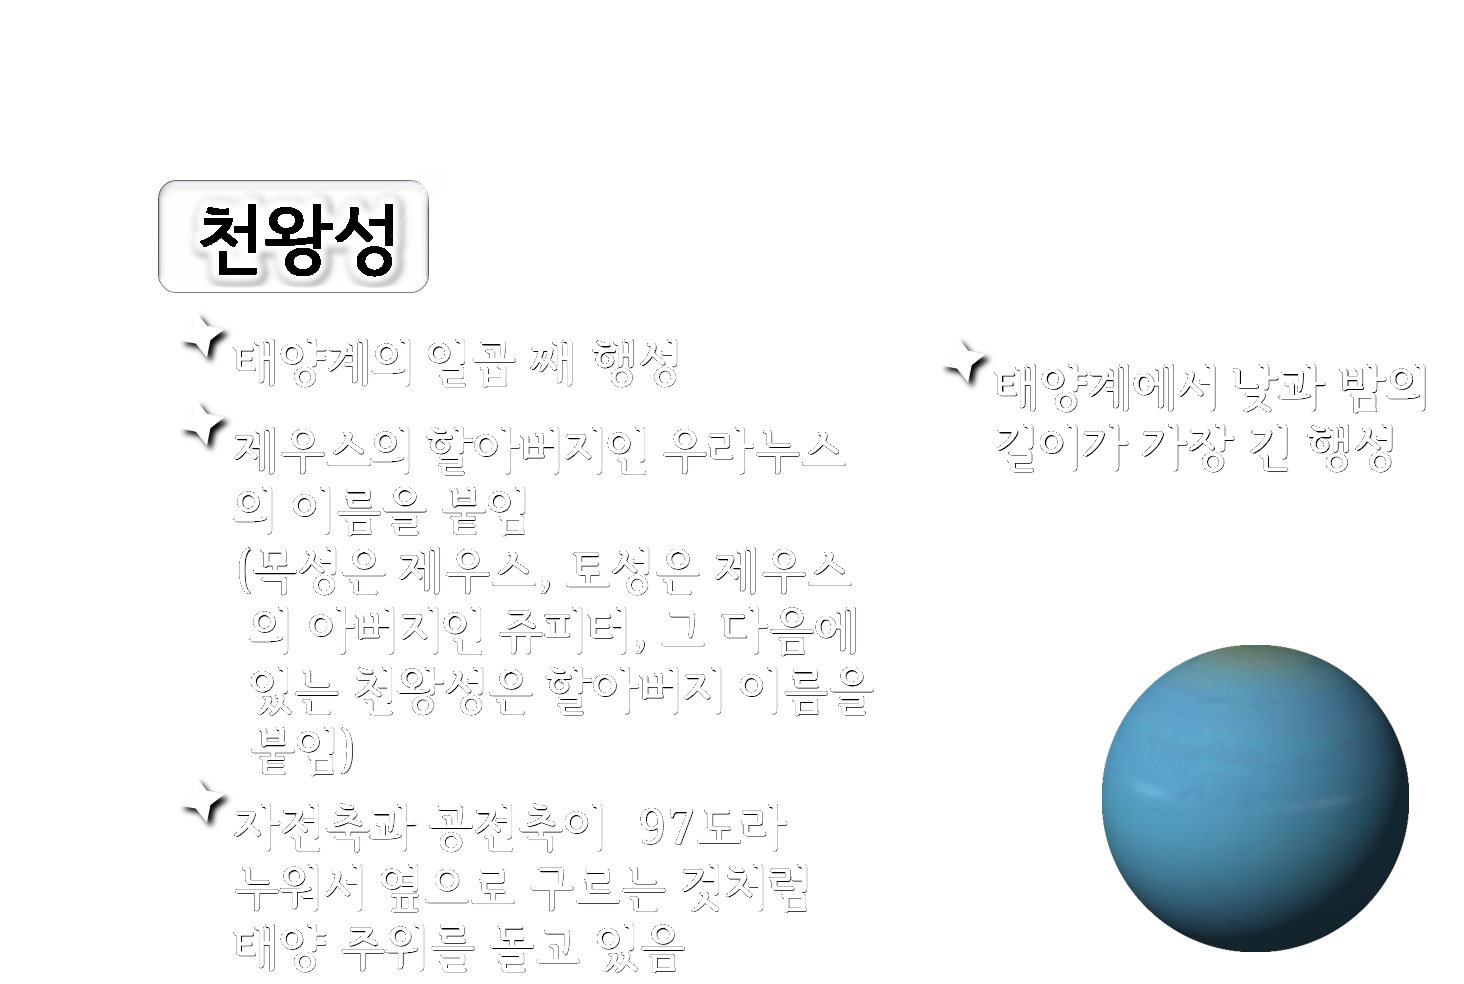 천왕성
태양계의 일곱 째 행성
제우스의 할아버지인 우라누스
의 이름을 붙임
(목성은 제우스, 토성은 제우스
의 아버지인 쥬피터, 그 다음에
있는 천왕성은 할아버지 이름을
붙임)
자전축과 공전축이 97도라
누워서 옆으로 구르는 것처럼
태양 주위를 돌고 있음
태양계에서 낮과 밤의
길이가 가장 긴 행성